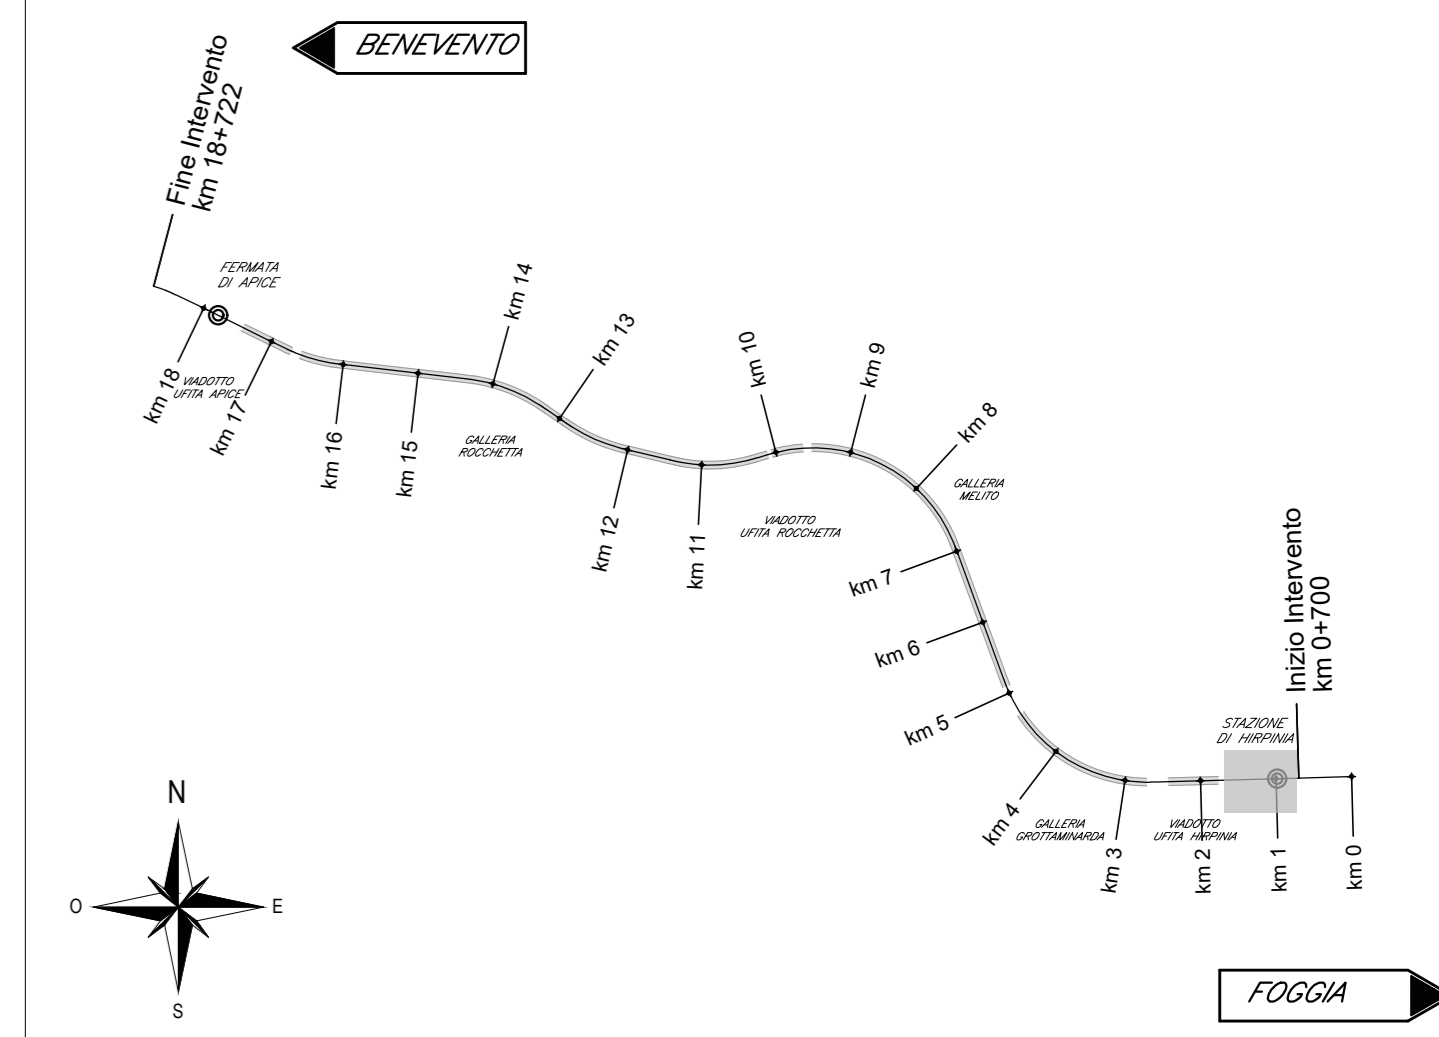 BENEVENTO
Fine Intervento
km 18+722
FERMATA
DI APICE
km 18
VIADOTTO
UFITA APICE
km 17
km 16
km 15
GALLERIA
ROCCHETTA
km 14
km 13
km 12
km 11
km 10
VIADOTTO
UFITA ROCCHETTA
km 9
km 8
GALLERIA
MELITO
km 7
km 6
km 5
km 4
GALLERIA
GROTTAMINARDA
km 3
VIADOTTO
UFITA HIRPINIA
km 2
STAZIONE
DI HIRPINIA
km 1
Inizio Intervento
km 0+700
km 0
N
O
E
S
FOGGIA